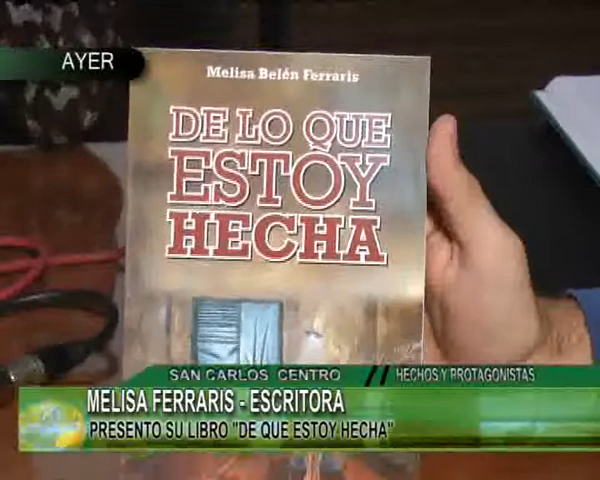 AYER
Melisa Belén Ferraris
DE LO QUE
ESTOY
HECHA
SAN CARLOS CENTRO // HECHOS Y PROTAGONISTAS
MELISA FERRARIS - ESCRITORA
PRESENTO SU LIBRO "DE QUE ESTOY HECHA"